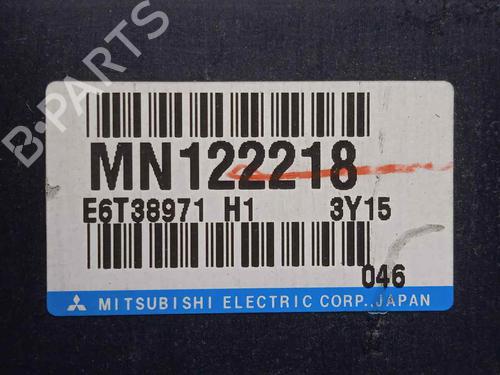 B-PARTS
MN122218
E6T38971 H1 3Y15
046
MITSUBISHI ELECTRIC CORP.,JAPAN